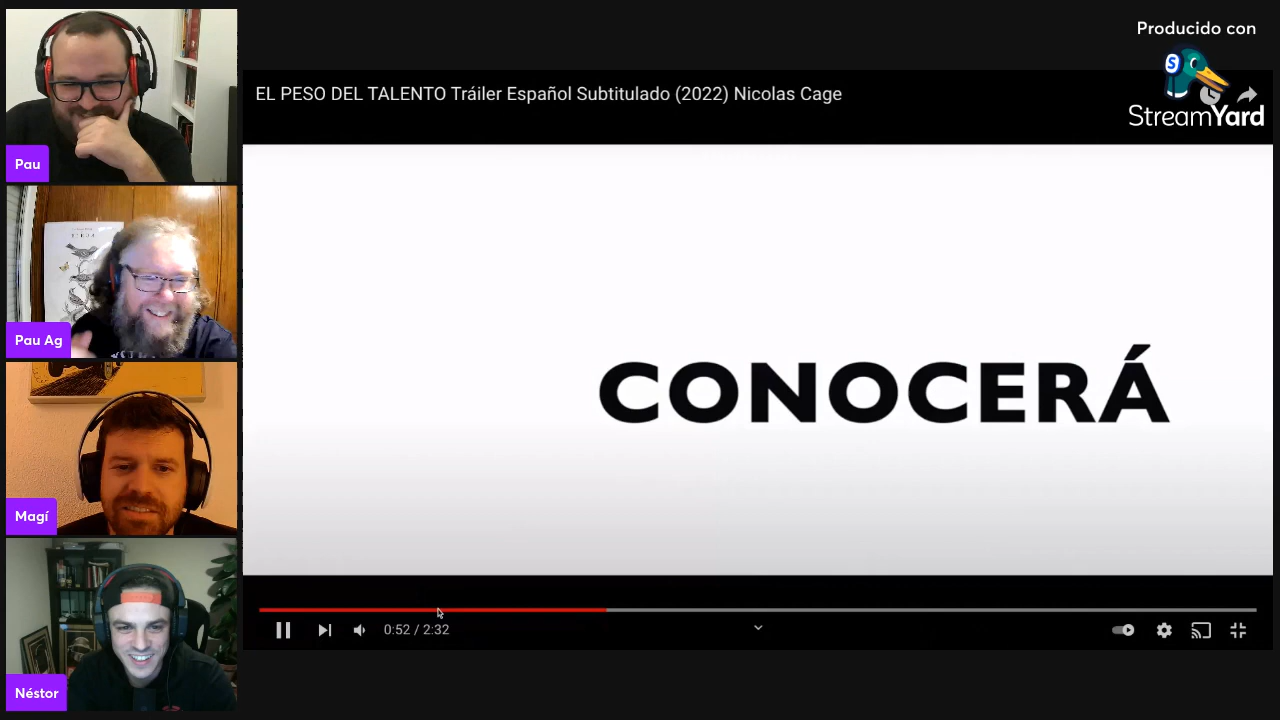 Producido con
StreamYard
EL PESO DEL TALENTO Tráiler Español Subtitulado (2022) Nicolas Cage
CONOCERÁ
0:52 / 2:32
Pau
Pau Ag
Magí
Néstor